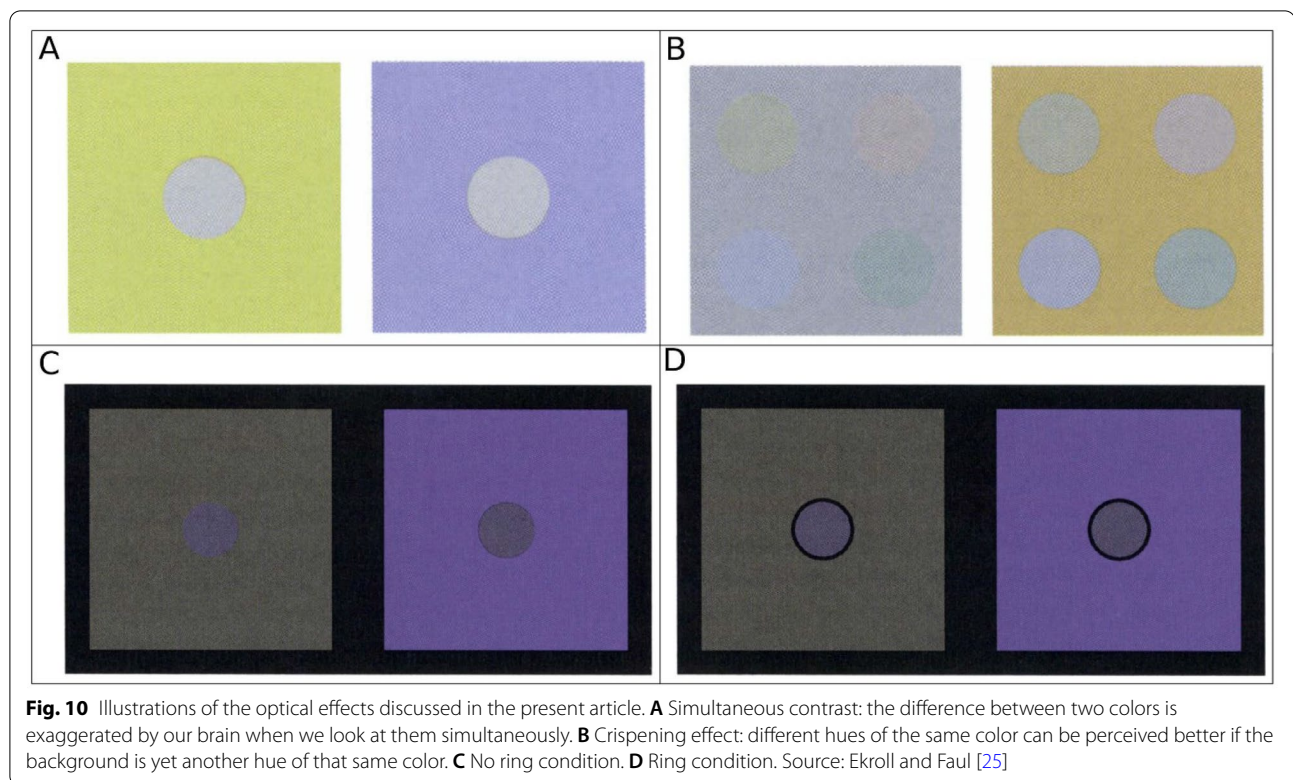 A
B
C
D
Fig. 10 Illustrations of the optical effects discussed in the present article. A Simultaneous contrast: the difference between two colors is
exaggerated by our brain when we look at them simultaneously. B Crispening effect: different hues of the same color can be perceived better if the
background is yet another hue of that same color. C No ring condition. D Ring condition. Source: Ekroll and Faul [25]